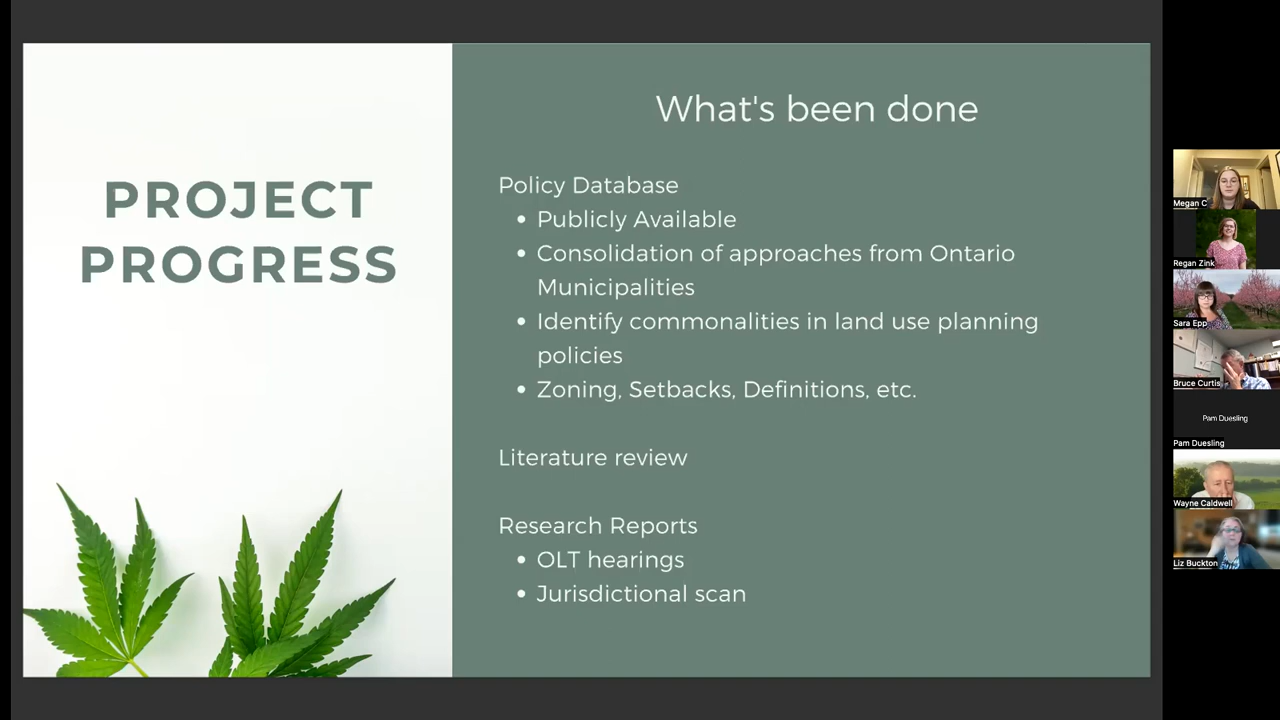 PROJECT
PROGRESS
What's been done
Policy Database
• Publicly Available
• Consolidation of approaches from Ontario
Municipalities
• Identify commonalities in land use planning
policies
• Zoning, Setbacks, Definitions, etc.
Literature review
Research Reports
• OLT hearings
• Jurisdictional scan
Megan C
Regan Zink
Sara Epp
Bruce Curtis
Pam Duesling
Pam Duesling
Wayne Caldwell
Liz Buckton